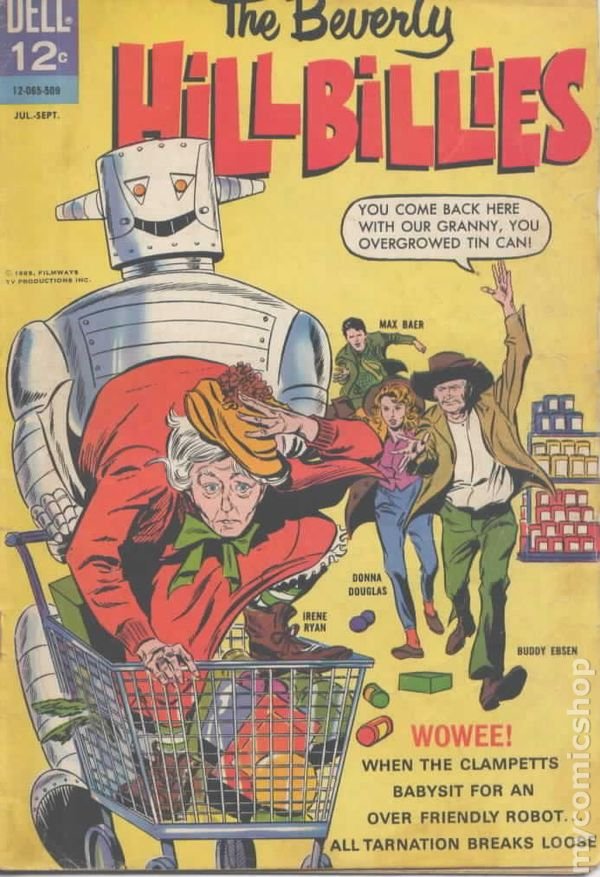 DELL
12c
12-065-509
JUL.-SEPT.
The Beverly
HILLBILLIES
© 1965, FILMWAYS
TV PRODUCTIONS INC.
YOU COME BACK HERE
WITH OUR GRANNY, YOU
OVERGROWED TIN CAN!
MAX BAER
DONNA
DOUGLAS
IRENE
RYAN
BUDDY EBSEN
WOWEE!
WHEN THE CLAMPETTS
BABYSIT FOR AN
OVER FRIENDLY ROBOT...
ALL TARNATION BREAKS LOOSE
mycomicshop